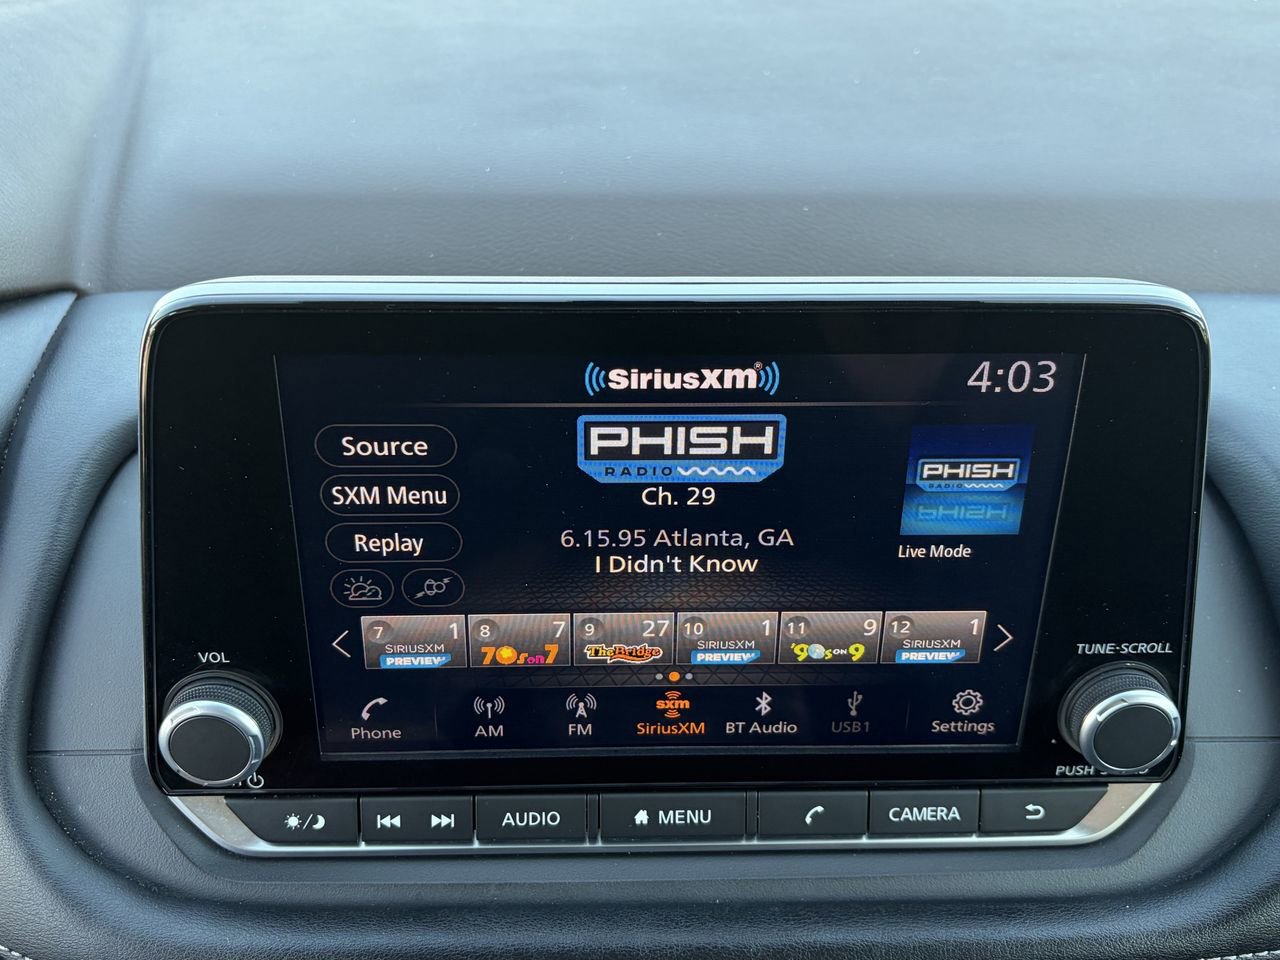 SiriusXM®
4:03
Source
SXM Menu
Replay
PHISH
RADIO
Ch. 29
6.15.95 Atlanta, GA
I Didn't Know
PHISH
RADIO
Live Mode
7 1
SIRIUSXM
PREVIEW
8 7
70s on 7
9 27
The Bridge
10 1
SIRIUSXM
PREVIEW
11 9
'90s ON 9
12 1
SIRIUSXM
PREVIEW
VOL
TUNE·SCROLL
Phone
AM
FM
sxm
SiriusXM
BT Audio
USB1
Settings
PUSH
AUDIO
MENU
CAMERA